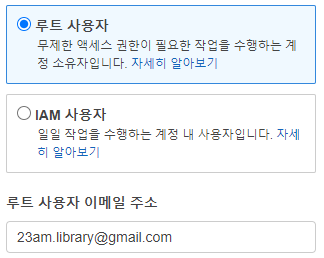 루트 사용자
무제한 액세스 권한이 필요한 작업을 수행하는 계
정 소유자입니다. 자세히 알아보기
IAM 사용자
일일 작업을 수행하는 계정 내 사용자입니다. 자세
히 알아보기
루트 사용자 이메일 주소
23am.library@gmail.com